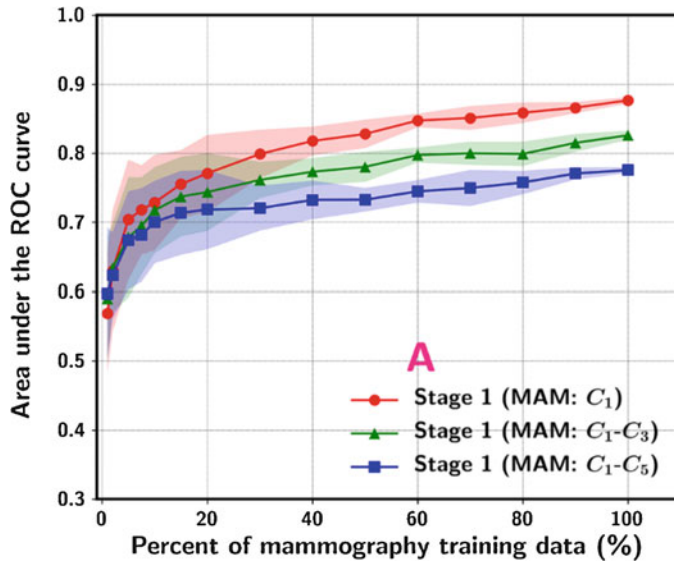 1.0
0.9
0.8
0.7
0.6
0.5
0.4
0.3
Area under the ROC curve
A
Stage 1 (MAM: C₁)
Stage 1 (MAM: C₁-C₃)
Stage 1 (MAM: C₁-C₅)
0 20 40 60 80 100
Percent of mammography training data (%)